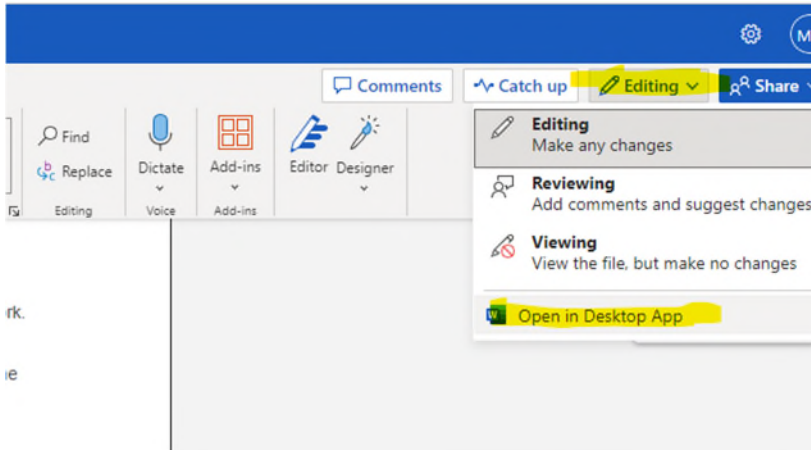 M
Comments
Catch up
Editing
Share
Find
Replace
Dictate
Add-ins
Editor
Designer
Editing
Voice
Add-ins
Editing
Make any changes
Reviewing
Add comments and suggest changes
Viewing
View the file, but make no changes
Open in Desktop App
rk.
e